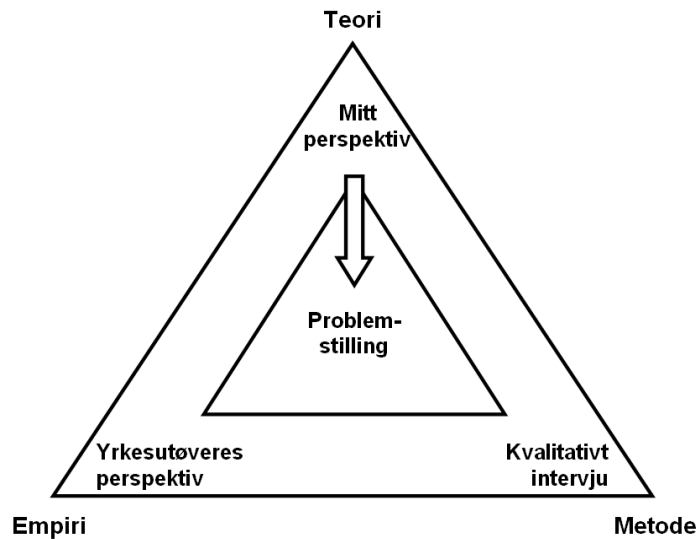 Teori
Mitt
perspektiv
Problem-
stilling
Yrkesutøveres
perspektiv
Kvalitativt
intervju
Empiri
Metode